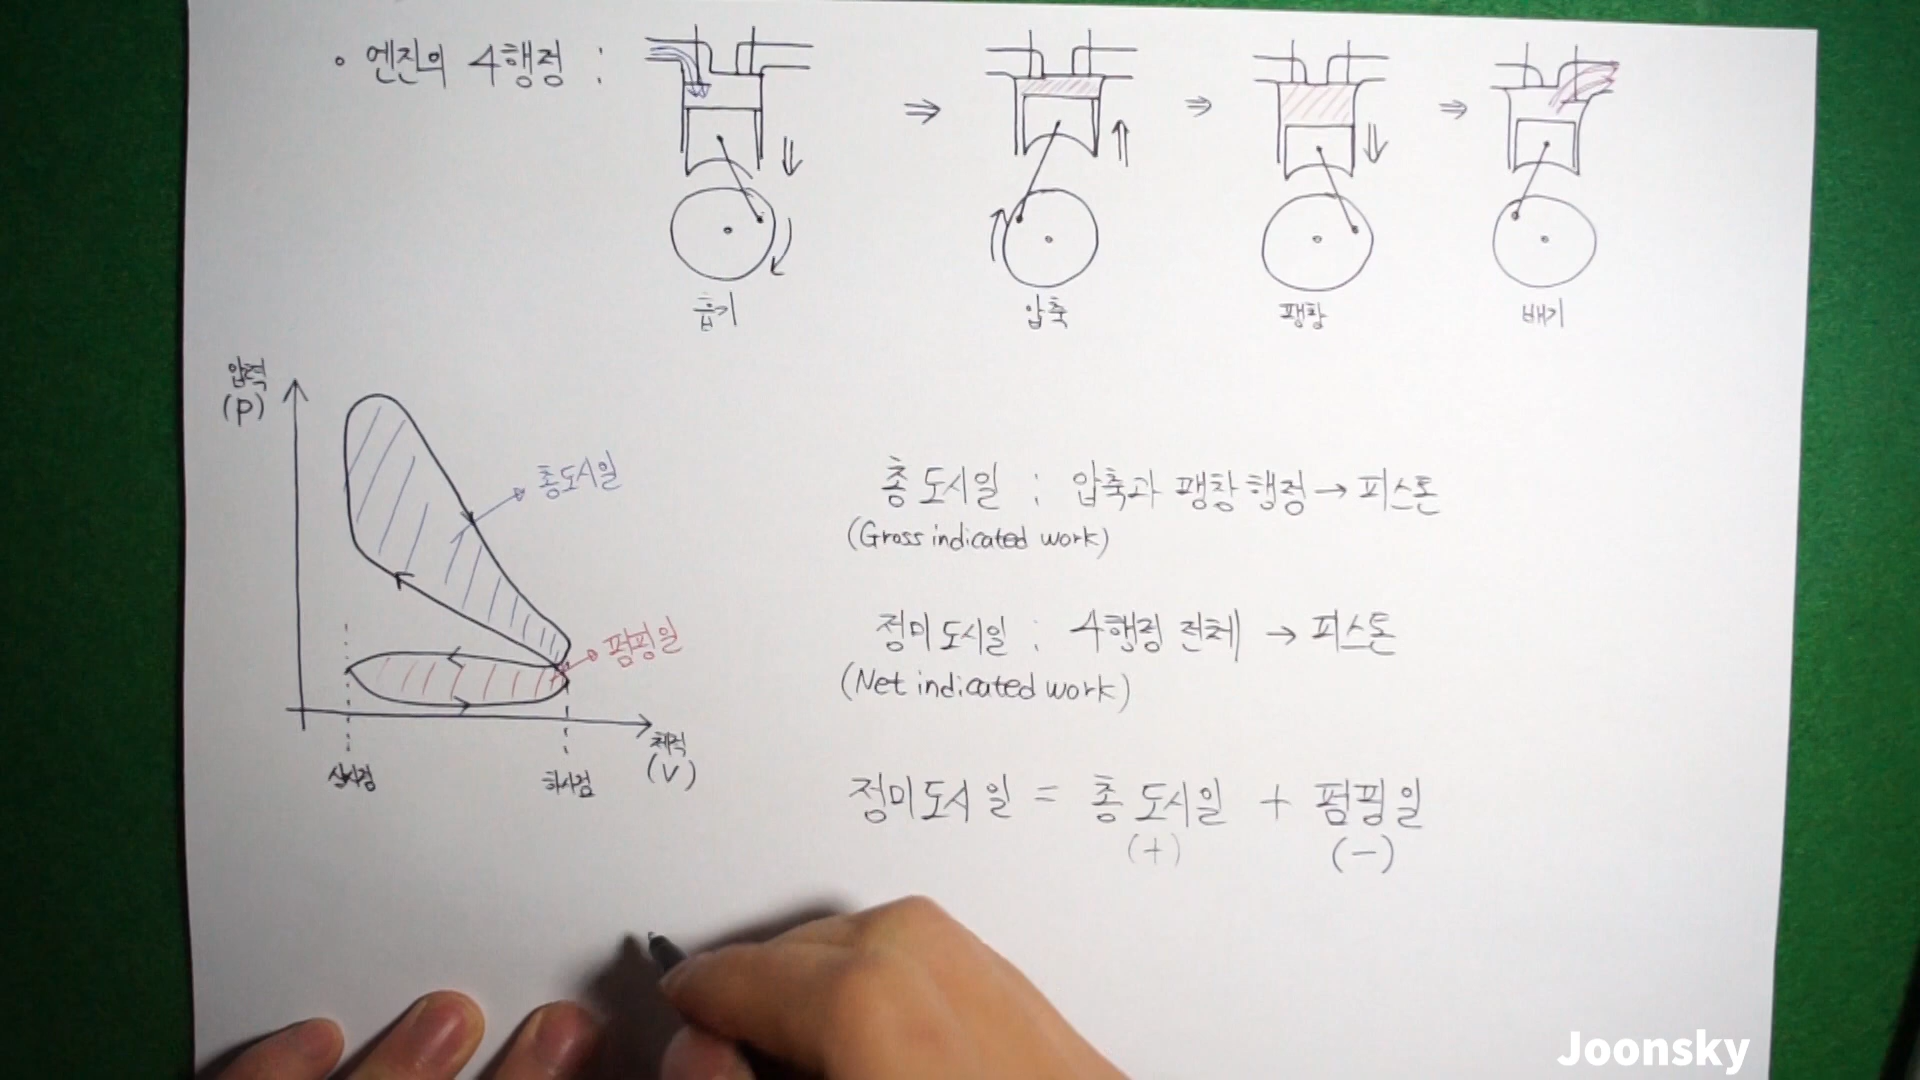 • 엔진의 4행정 :
흡기
압축
팽창
배기
압력
(P)
총도시일
펌핑일
체적
(V)
상사점
하사점
총 도시일 : 압축과 팽창 행정 → 피스톤
(Gross indicated work)
정미 도시일 : 4행정 전체 → 피스톤
(Net indicated work)
정미도시일 = 총 도시일 + 펌핑일
(+) (-)
Joonsky